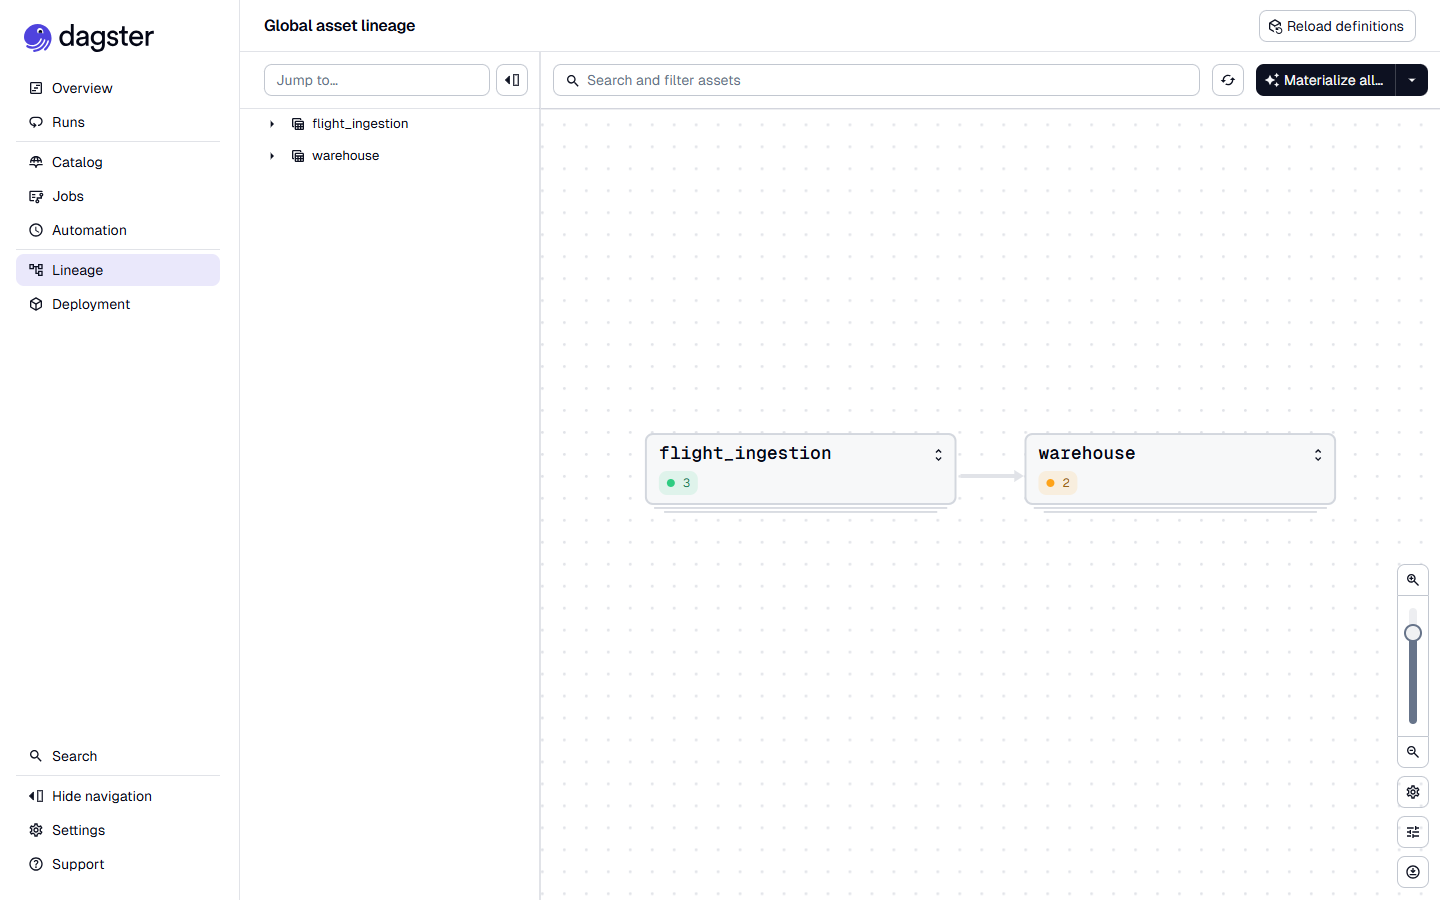 dagster
Overview
Runs
Catalog
Jobs
Automation
Lineage
Deployment
Search
Hide navigation
Settings
Support
Global asset lineage
Reload definitions
Jump to…
Search and filter assets
Materialize all…
flight_ingestion
warehouse
flight_ingestion
3
warehouse
2